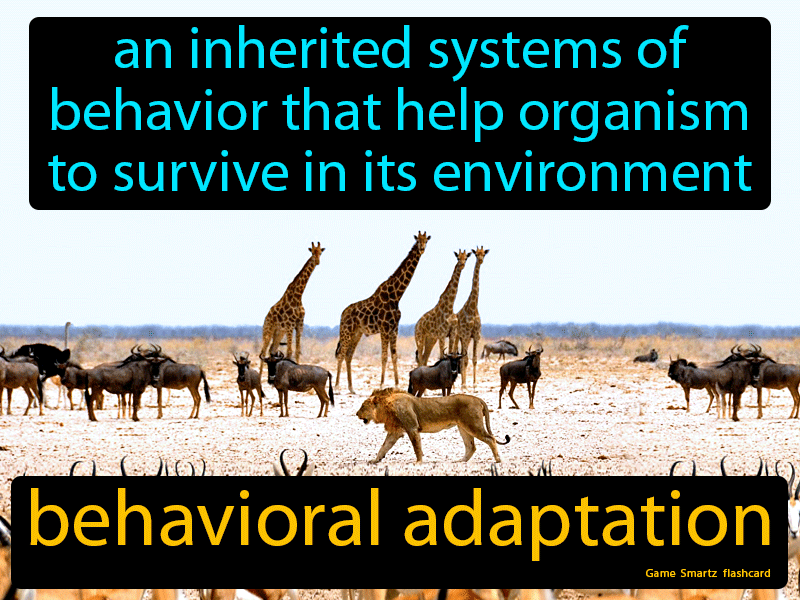 an inherited systems of
behavior that help organism
to survive in its environment
behavioral adaptation
Game Smartz flashcard